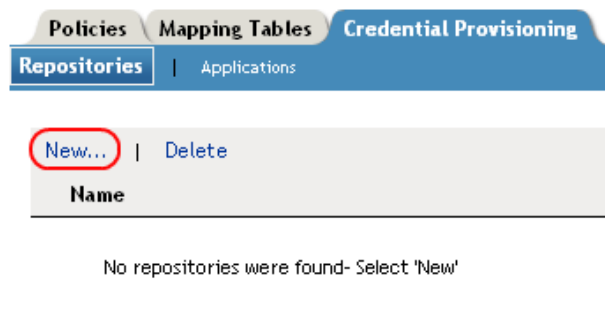 Policies Mapping Tables Credential Provisioning
Repositories | Applications
New... | Delete
Name
No repositories were found- Select 'New'